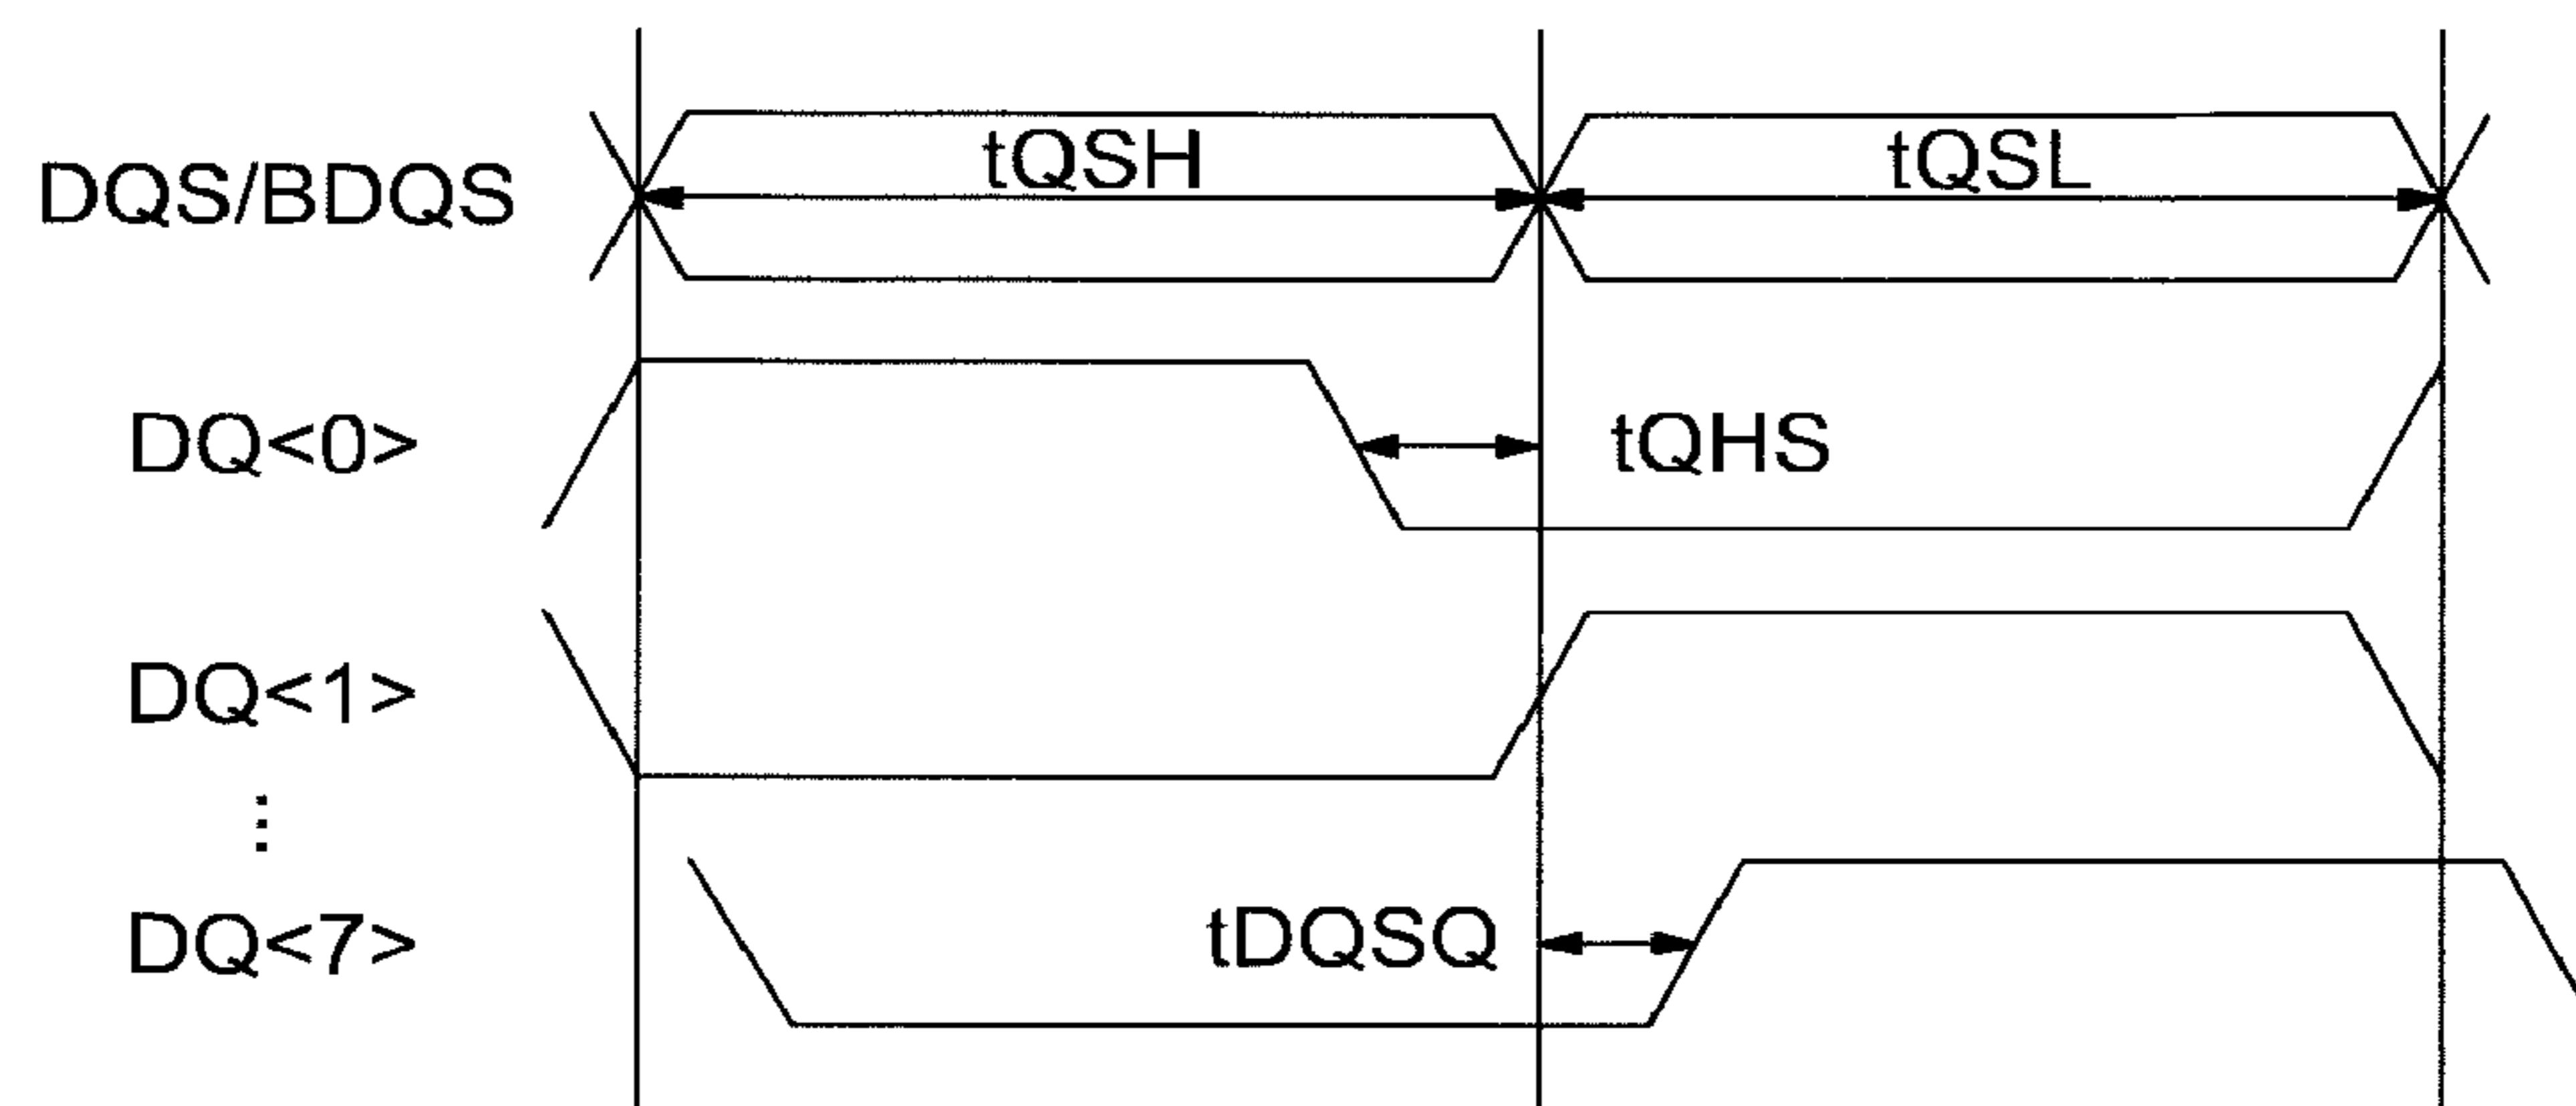 DQS/BDQS
tQSH
tQSL
DQ<0>
tQHS
DQ<1>
⋮
DQ<7>
tDQSQ